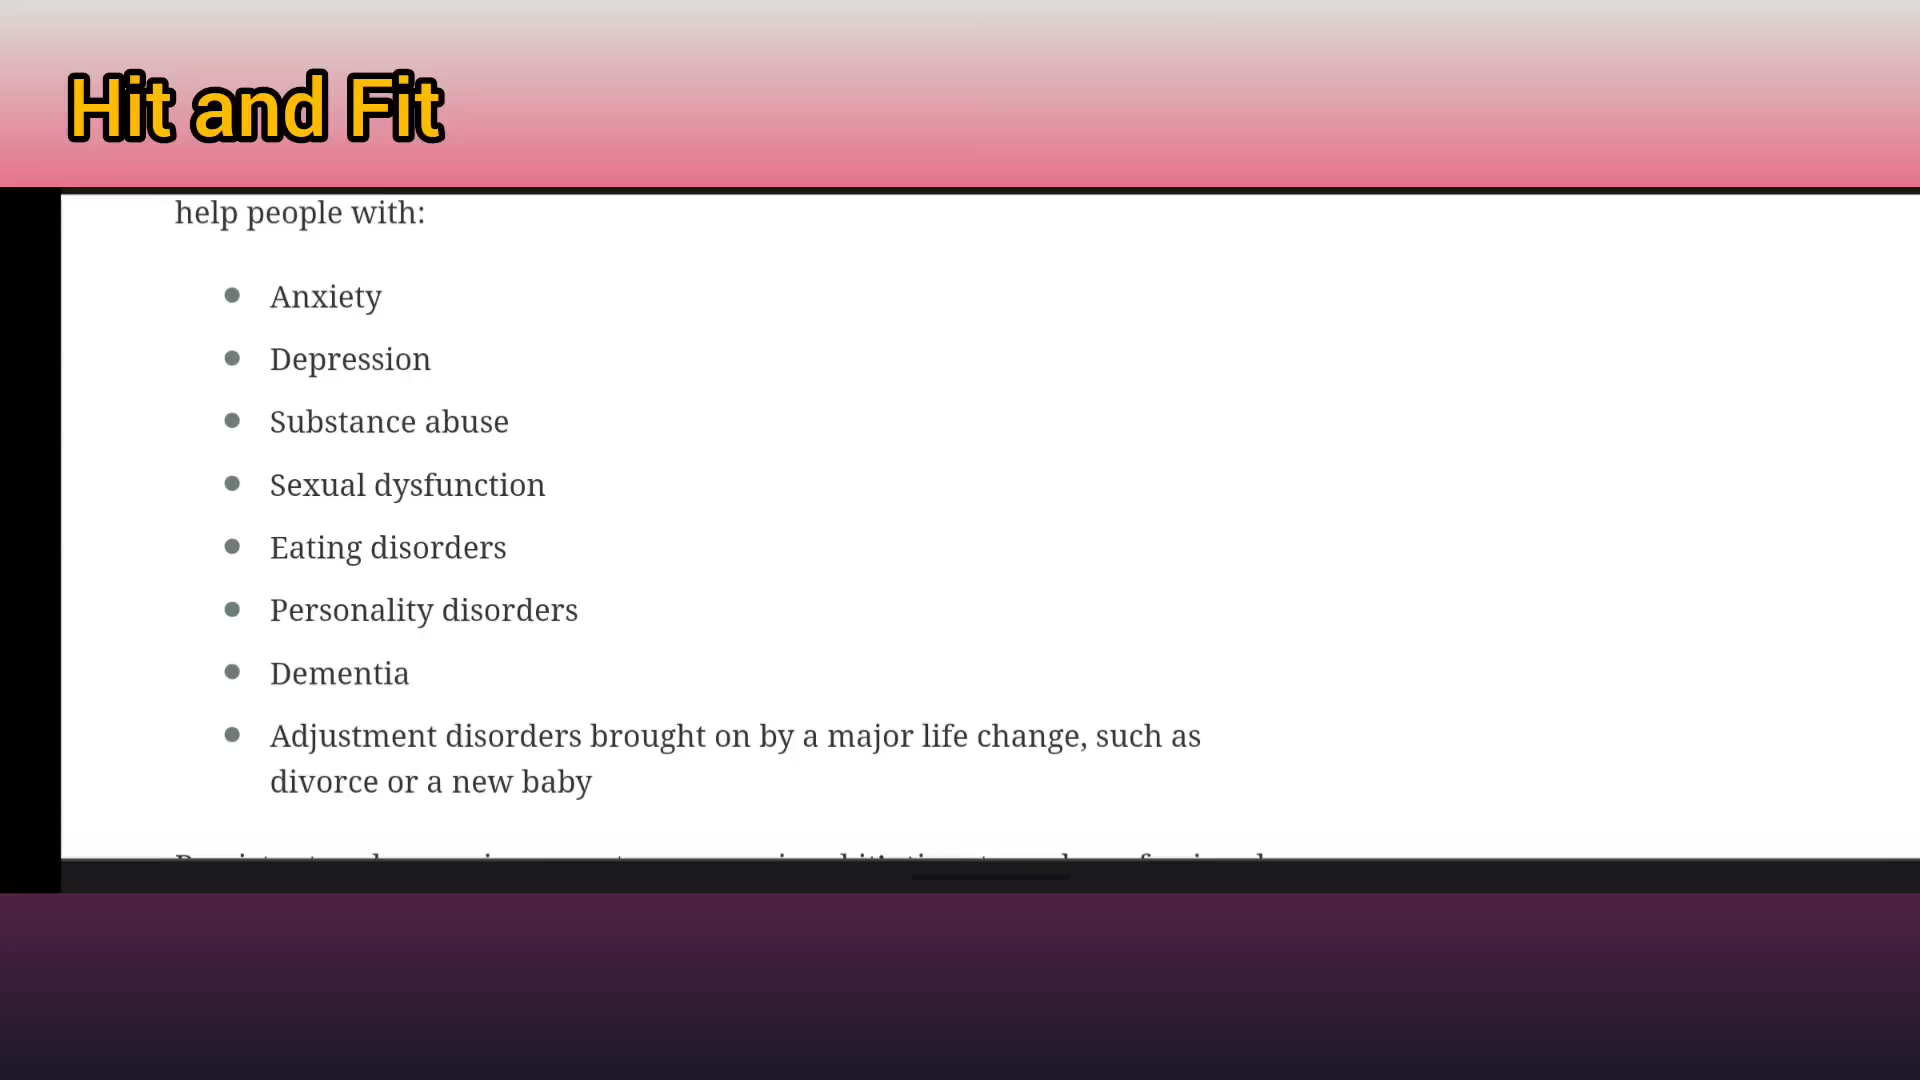 Hit and Fit
help people with:
● Anxiety
● Depression
● Substance abuse
● Sexual dysfunction
● Eating disorders
● Personality disorders
● Dementia
● Adjustment disorders brought on by a major life change, such as
divorce or a new baby